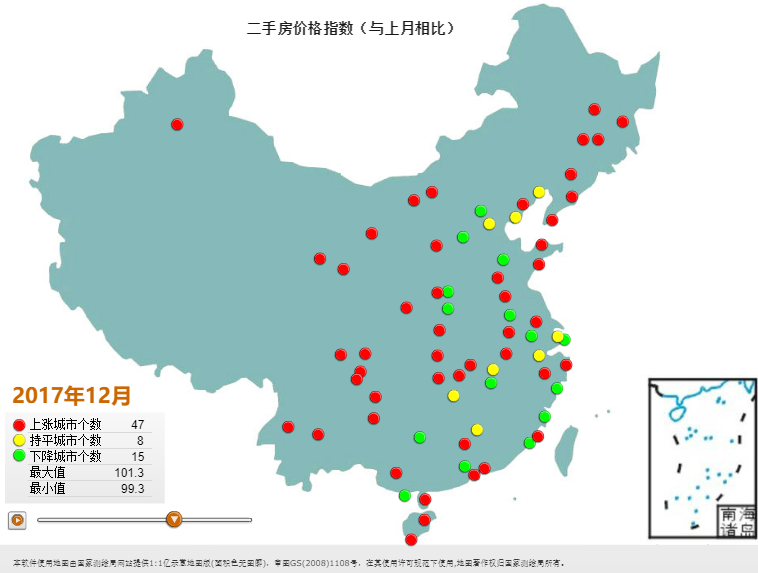 二手房价格指数（与上月相比）
2017年12月
上涨城市个数 47
持平城市个数 8
下降城市个数 15
最大值 101.3
最小值 99.3
南海
诸岛
本软件使用地图由国家测绘局网站提供1:1亿示意地图版(面积色无国界)，审图GS(2008)1108号，在其使用许可规范下使用,地图著作权归国家测绘局所有。